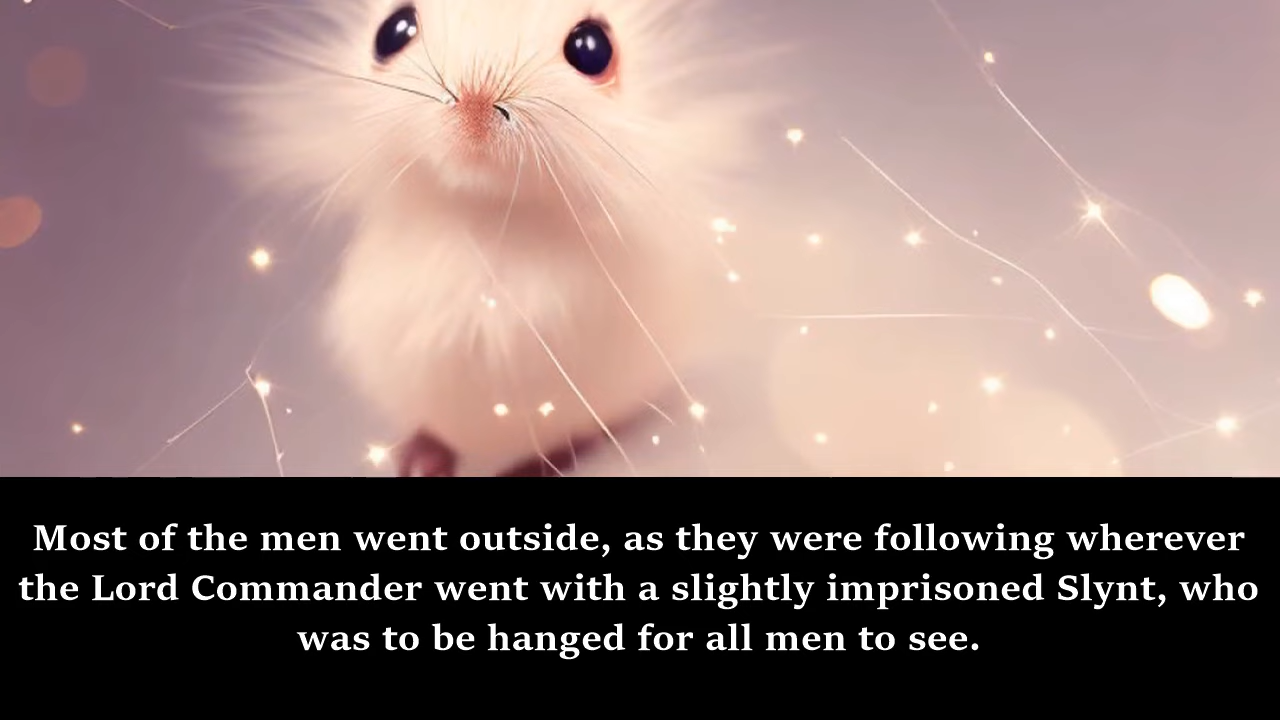 Most of the men went outside, as they were following wherever
the Lord Commander went with a slightly imprisoned Slynt, who
was to be hanged for all men to see.